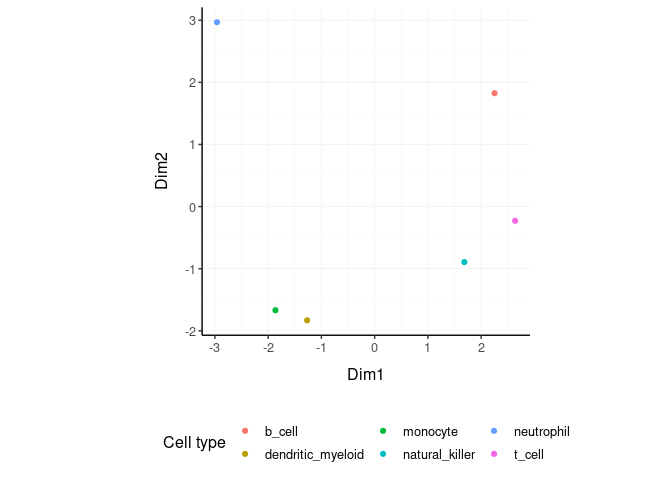 3
2
1
0
-1
-2
Dim2
-3 -2 -1 0 1 2
Dim1
Cell type
b_cell monocyte neutrophil
dendritic_myeloid natural_killer t_cell